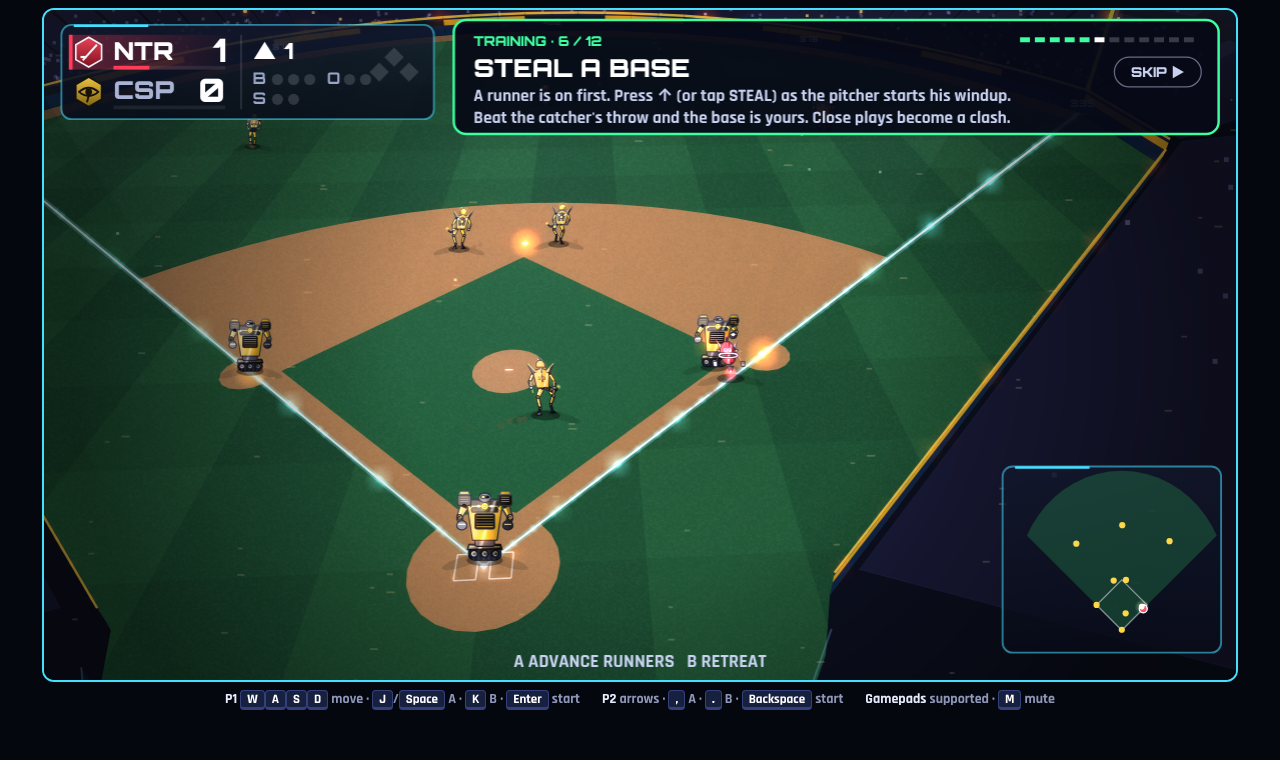 NTR 1
▲ 1
CSP 0
B O
S
TRAINING · 6 / 12
STEAL A BASE
SKIP ▶
A runner is on first. Press ↑ (or tap STEAL) as the pitcher starts his windup.
Beat the catcher's throw and the base is yours. Close plays become a clash.
A ADVANCE RUNNERS B RETREAT
P1 W A S D move · J / Space A · K B · Enter start P2 arrows · , A · . B · Backspace start Gamepads supported · M mute